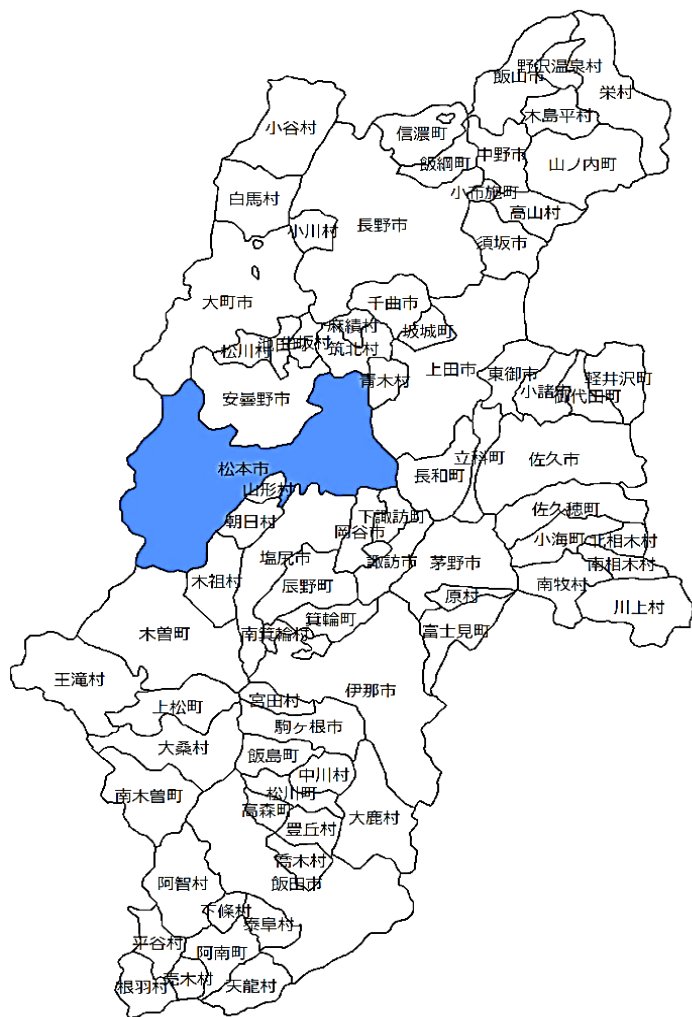 野沢温泉村
飯山市
栄村
木島平村
小谷村
信濃町
中野市
飯綱町
山ノ内町
小布施町
白馬村
高山村
小川村
長野市
須坂市
大町市
千曲市
麻績村
坂城町
池田町
生坂村
松川村
筑北村
青木村
上田市
東御市
軽井沢町
小諸市
御代田町
安曇野市
松本市
立科町
佐久市
長和町
山形村
朝日村
下諏訪町
佐久穂町
岡谷市
小海町
北相木村
塩尻市
諏訪市
茅野市
南相木村
木祖村
辰野町
南牧村
川上村
原村
箕輪町
木曽町
南箕輪村
富士見町
王滝村
伊那市
上松町
宮田村
駒ヶ根市
大桑村
飯島町
中川村
南木曽町
松川町
高森町
大鹿村
豊丘村
喬木村
阿智村
飯田市
下條村
泰阜村
平谷村
阿南町
売木村
根羽村
天龍村